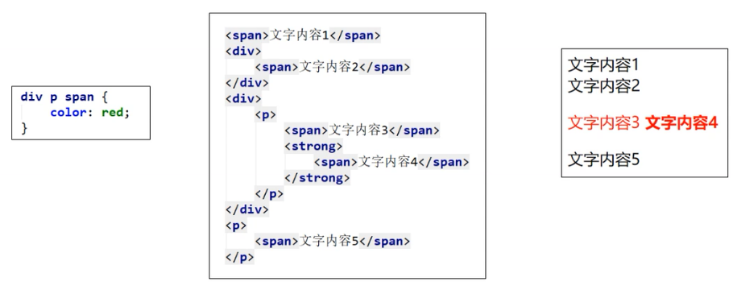 div p span {
    color: red;
}
<span>文字内容1</span>
<div>
    <span>文字内容2</span>
</div>
<div>
    <p>
        <span>文字内容3</span>
        <strong>
            <span>文字内容4</span>
        </strong>
    </p>
</div>
<p>
    <span>文字内容5</span>
</p>
文字内容1
文字内容2
文字内容3 文字内容4
文字内容5